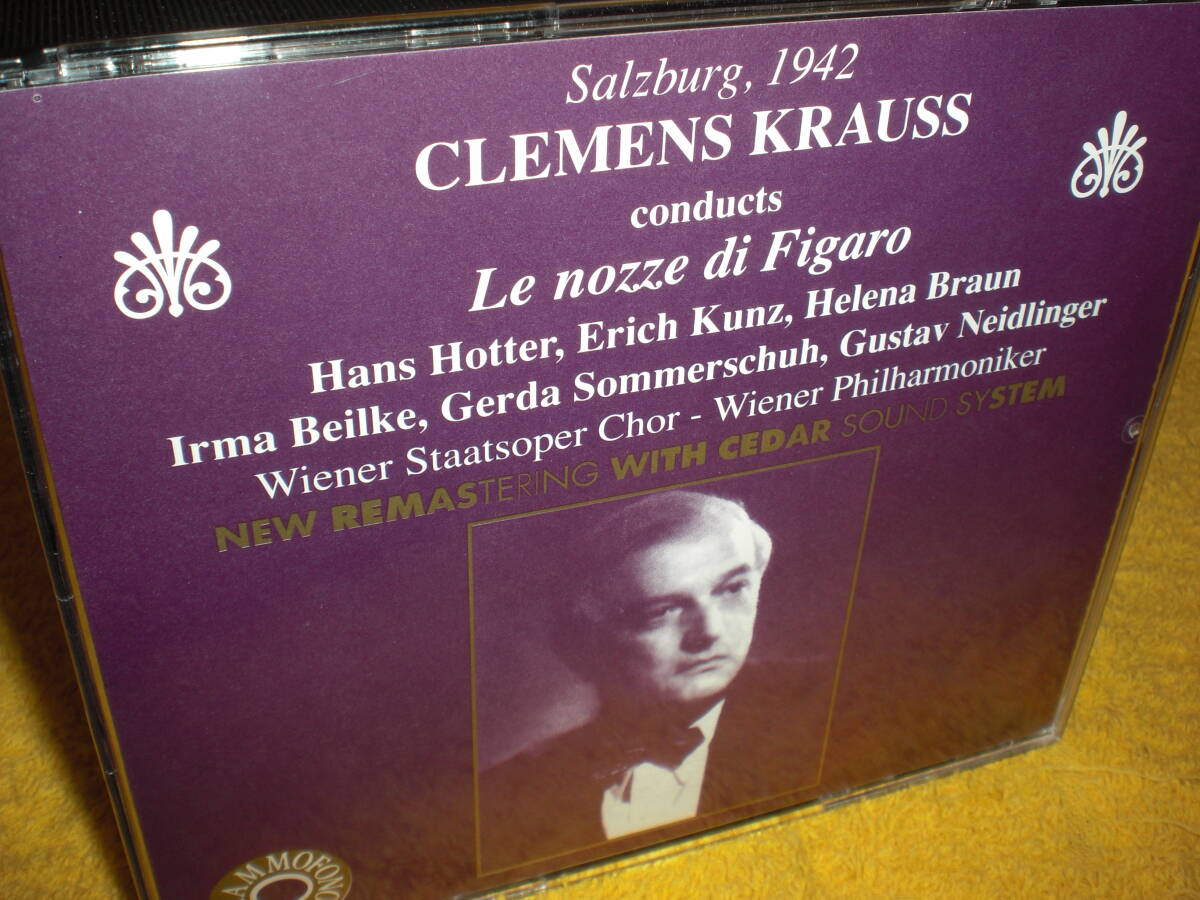 Salzburg, 1942
CLEMENS KRAUSS
conducts
Le nozze di Figaro
Hans Hotter, Erich Kunz, Helena Braun
Irma Beilke, Gerda Sommerschuh, Gustav Neidlinger
Wiener Staatsoper Chor - Wiener Philharmoniker
NEW REMASTERING WITH CEDAR SOUND SYSTEM